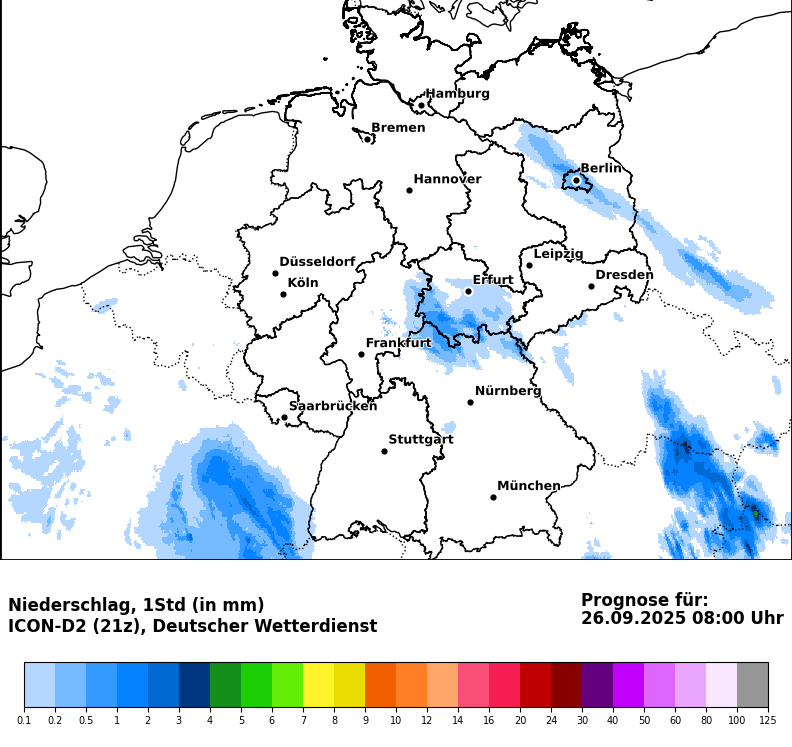 Hamburg
Bremen
Berlin
Hannover
Leipzig
Düsseldorf
Dresden
Köln
Erfurt
Frankfurt
Nürnberg
Saarbrücken
Stuttgart
München
Niederschlag, 1Std (in mm)
ICON-D2 (21z), Deutscher Wetterdienst
Prognose für:
26.09.2025 08:00 Uhr
0.1 0.2 0.5 1 2 3 4 5 6 7 8 9 10 12 14 16 20 24 30 40 50 60 80 100 125